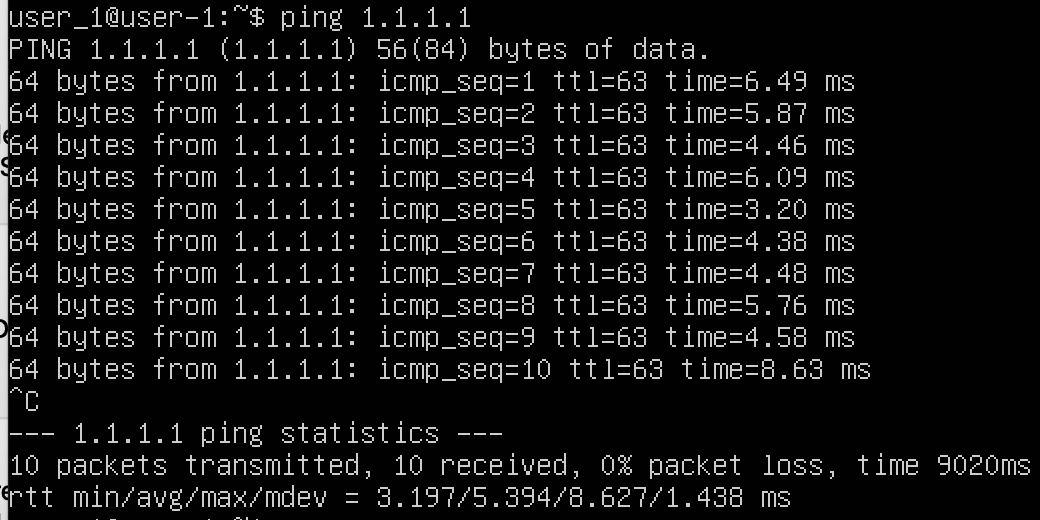 user_1@user-1:~$ ping 1.1.1.1
PING 1.1.1.1 (1.1.1.1) 56(84) bytes of data.
64 bytes from 1.1.1.1: icmp_seq=1 ttl=63 time=6.49 ms
64 bytes from 1.1.1.1: icmp_seq=2 ttl=63 time=5.87 ms
64 bytes from 1.1.1.1: icmp_seq=3 ttl=63 time=4.46 ms
64 bytes from 1.1.1.1: icmp_seq=4 ttl=63 time=6.09 ms
64 bytes from 1.1.1.1: icmp_seq=5 ttl=63 time=3.20 ms
64 bytes from 1.1.1.1: icmp_seq=6 ttl=63 time=4.38 ms
64 bytes from 1.1.1.1: icmp_seq=7 ttl=63 time=4.48 ms
64 bytes from 1.1.1.1: icmp_seq=8 ttl=63 time=5.76 ms
64 bytes from 1.1.1.1: icmp_seq=9 ttl=63 time=4.58 ms
64 bytes from 1.1.1.1: icmp_seq=10 ttl=63 time=8.63 ms
^C
--- 1.1.1.1 ping statistics ---
10 packets transmitted, 10 received, 0% packet loss, time 9020ms
rtt min/avg/max/mdev = 3.197/5.394/8.627/1.438 ms